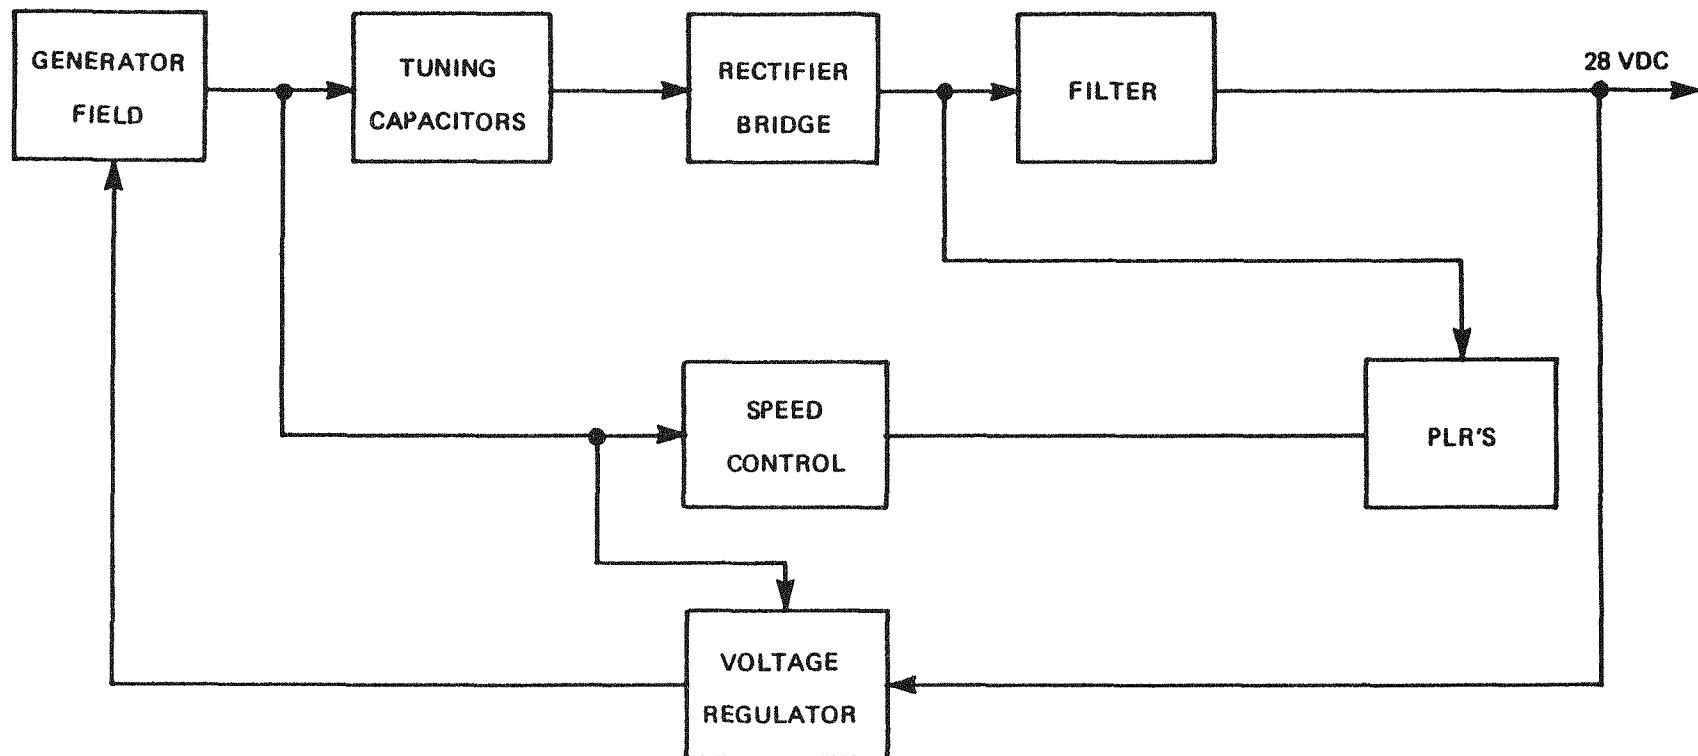 GENERATOR
FIELD
TUNING
CAPACITORS
RECTIFIER
BRIDGE
FILTER
28 VDC
SPEED
CONTROL
PLR'S
VOLTAGE
REGULATOR